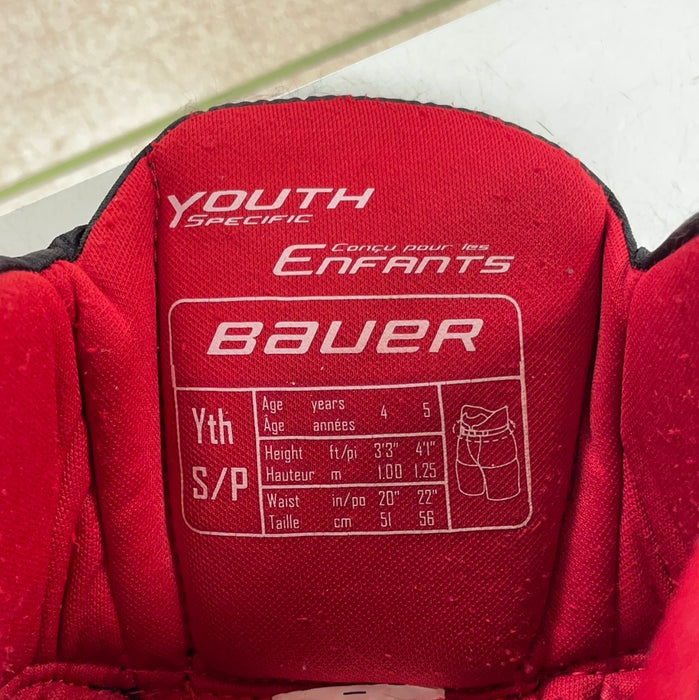 YOUTH
SPECIFIC
Conçu pour les
ENFANTS
BAUER
Yth
S/P
Age years 4 5
Âge années
Height ft/pi 3'3" 4'1"
Hauteur m 1.00 1.25
Waist in/po 20" 22"
Taille cm 51 56